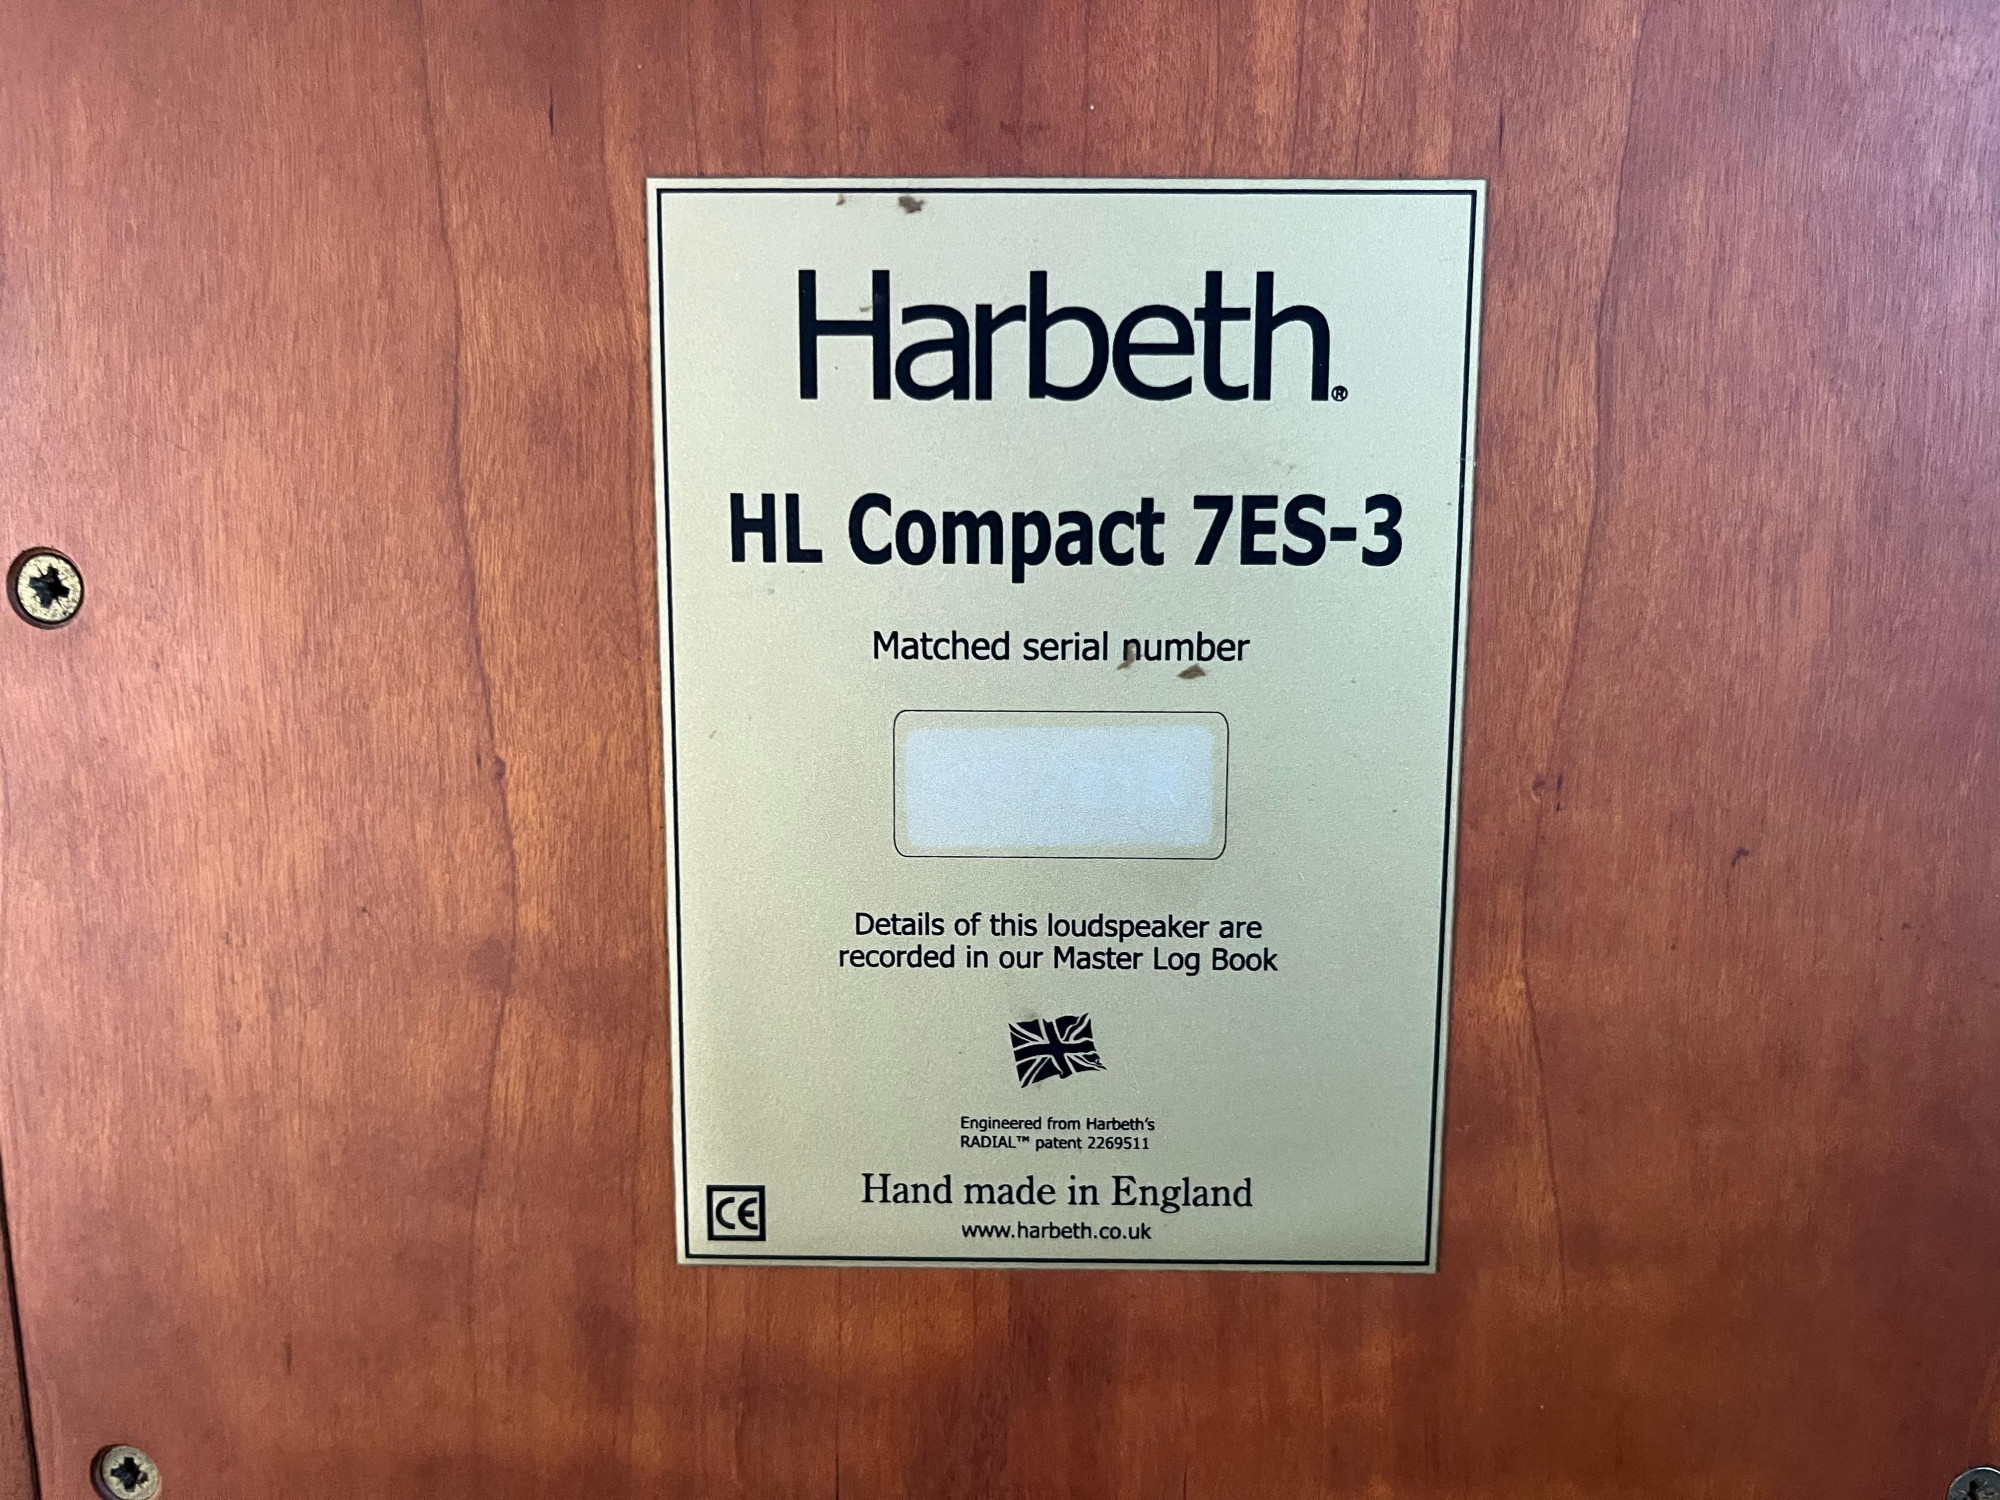 Harbeth®
HL Compact 7ES-3
Matched serial number
Details of this loudspeaker are
recorded in our Master Log Book
Engineered from Harbeth's
RADIAL™ patent 2269511
Hand made in England
CE
www.harbeth.co.uk